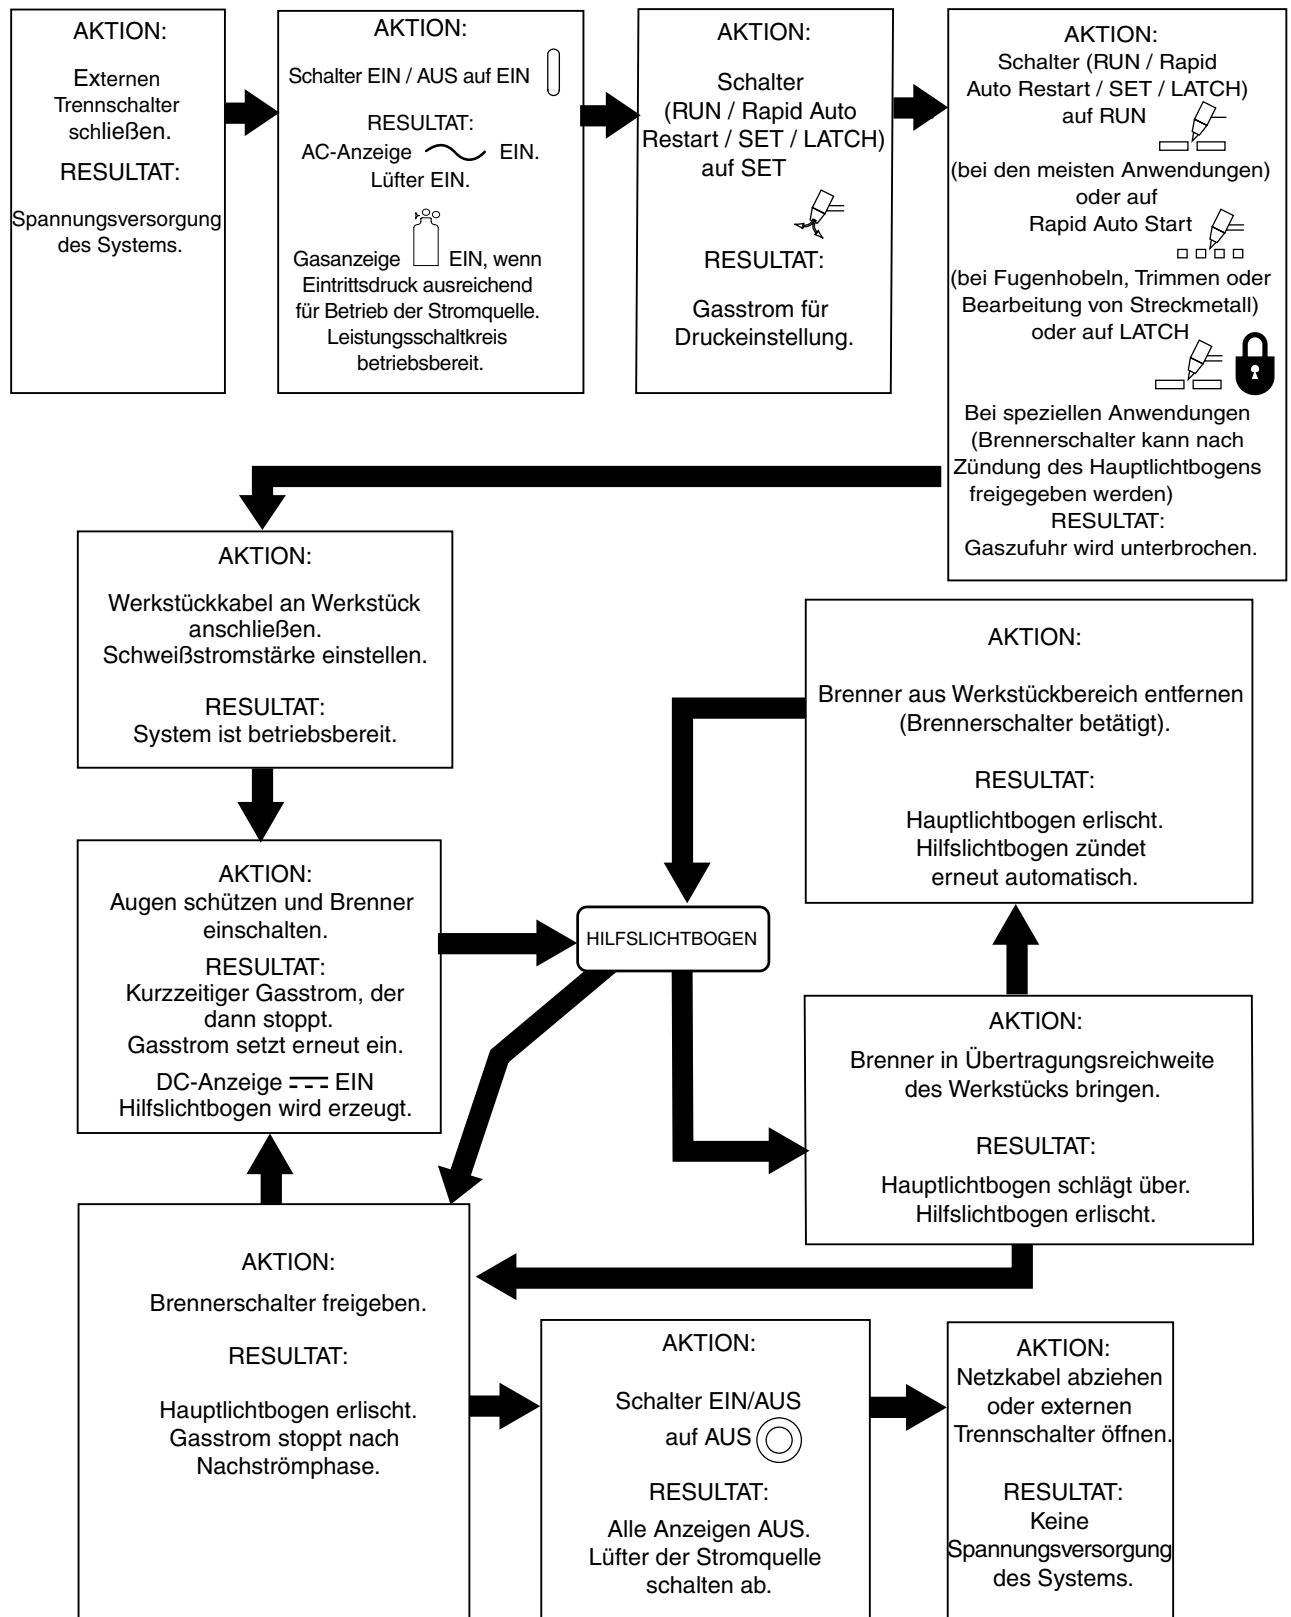 AKTION:
Externen
Trennschalter
schließen.
RESULTAT:
Spannungsversorgung
des Systems.
AKTION:
Schalter EIN / AUS auf EIN
RESULTAT:
AC-Anzeige EIN.
Lüfter EIN.
Gasanzeige EIN, wenn
Eintrittsdruck ausreichend
für Betrieb der Stromquelle.
Leistungsschaltkreis
betriebsbereit.
AKTION:
Schalter
(RUN / Rapid Auto
Restart / SET / LATCH)
auf SET
RESULTAT:
Gasstrom für
Druckeinstellung.
AKTION:
Schalter (RUN / Rapid
Auto Restart / SET / LATCH)
auf RUN
(bei den meisten Anwendungen)
oder auf
Rapid Auto Start
(bei Fugenhobeln, Trimmen oder
Bearbeitung von Streckmetall)
oder auf LATCH
Bei speziellen Anwendungen
(Brennerschalter kann nach
Zündung des Hauptlichtbogens
freigegeben werden)
RESULTAT:
Gaszufuhr wird unterbrochen.
AKTION:
Werkstückkabel an Werkstück
anschließen.
Schweißstromstärke einstellen.
RESULTAT:
System ist betriebsbereit.
AKTION:
Augen schützen und Brenner
einschalten.
RESULTAT:
Kurzzeitiger Gasstrom, der
dann stoppt.
Gasstrom setzt erneut ein.
DC-Anzeige EIN
Hilfslichtbogen wird erzeugt.
HILFSLICHTBOGEN
AKTION:
Brenner aus Werkstückbereich entfernen
(Brennerschalter betätigt).
RESULTAT:
Hauptlichtbogen erlischt.
Hilfslichtbogen zündet
erneut automatisch.
AKTION:
Brenner in Übertragungsreichweite
des Werkstücks bringen.
RESULTAT:
Hauptlichtbogen schlägt über.
Hilfslichtbogen erlischt.
AKTION:
Brennerschalter freigeben.
RESULTAT:
Hauptlichtbogen erlischt.
Gasstrom stoppt nach
Nachströmphase.
AKTION:
Schalter EIN/AUS
auf AUS
RESULTAT:
Alle Anzeigen AUS.
Lüfter der Stromquelle
schalten ab.
AKTION:
Netzkabel abziehen
oder externen
Trennschalter öffnen.
RESULTAT:
Keine
Spannungsversorgung
des Systems.